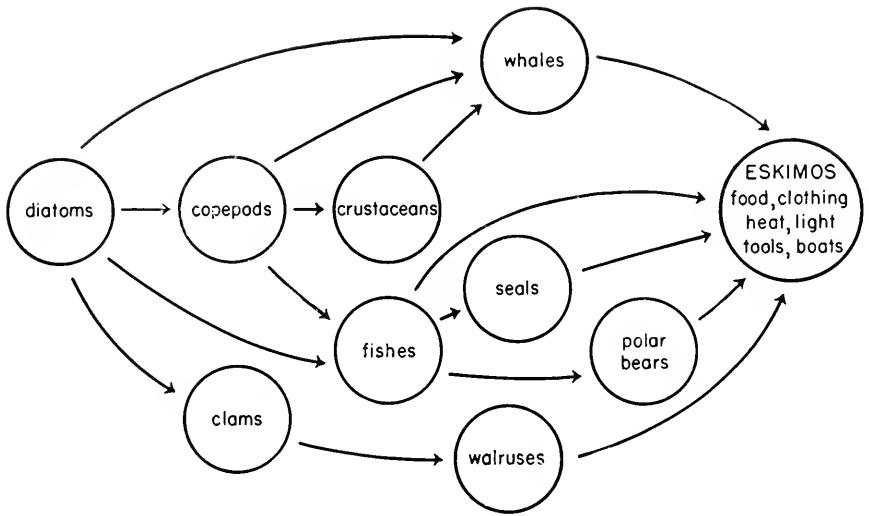 whales
ESKIMOS
food, clothing
heat, light
tools, boats
diatoms
copepods
crustaceans
seals
fishes
polar
bears
clams
walruses